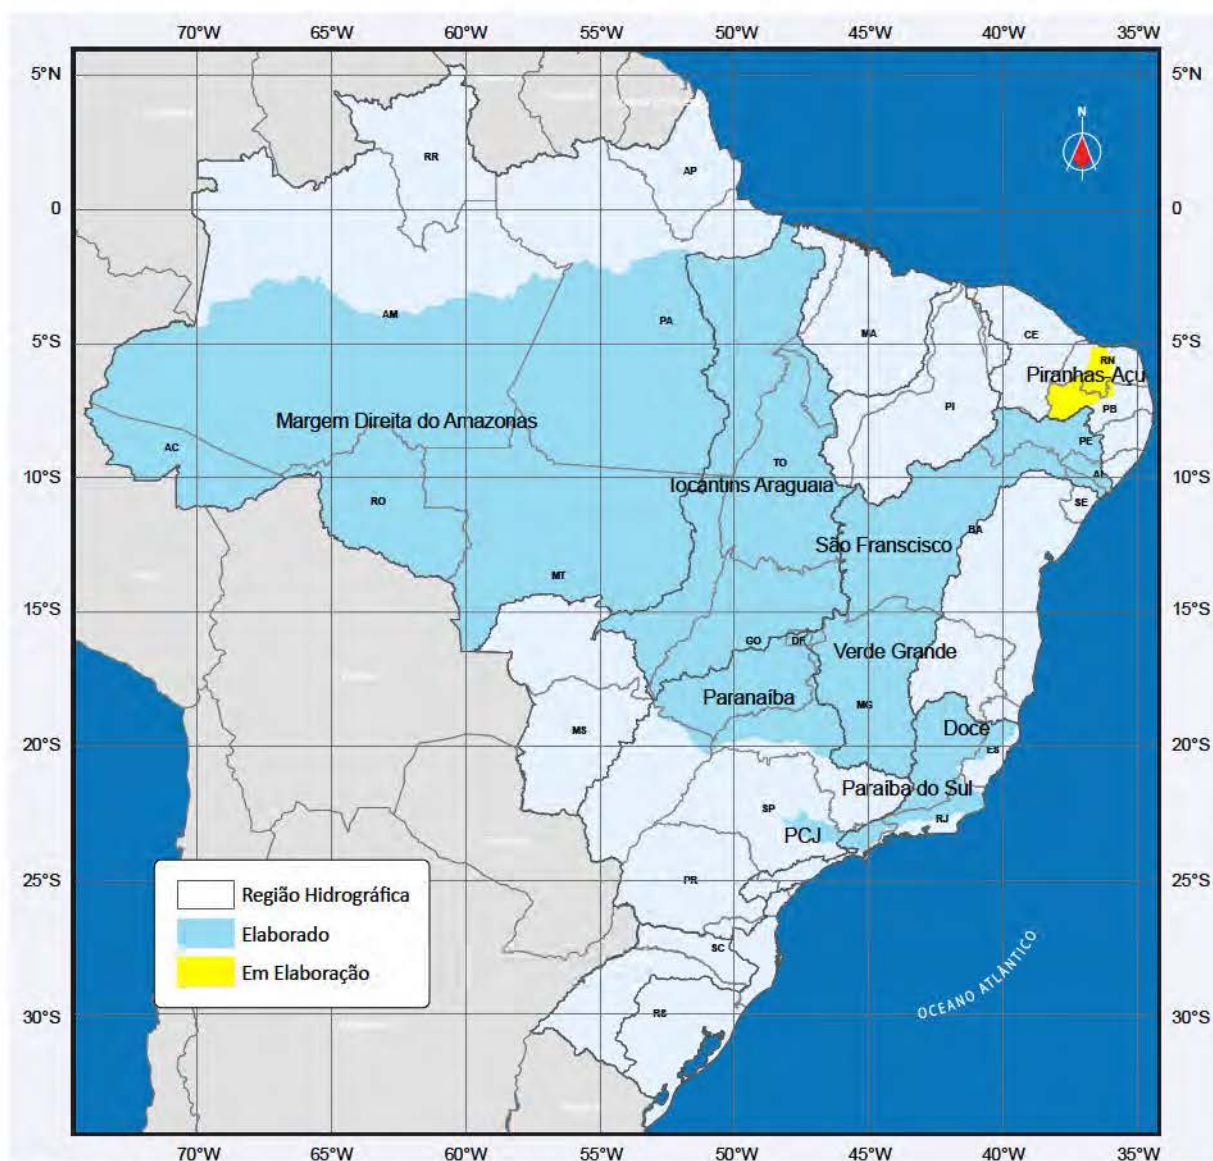 70°W 65°W 60°W 55°W 50°W 45°W 40°W 35°W
5°N 5°N
N
RR
AP
0 0
AM
PA
MA
CE
5°S 5°S
RN
Piranhas-Açu
PI
PB
Margem Direita do Amazonas
PE
AC
TO
AL
10°S 10°S
Tocantins Araguaia
RO
SE
BA
São Franscisco
MT
15°S 15°S
GO
DF
Verde Grande
Paranaíba
MG
MS
Doce
20°S 20°S
ES
Paraíba do Sul
SP
RJ
PCJ
PR
25°S 25°S
Região Hidrográfica
Elaborado
Em Elaboração
SC
OCEANO ATLÂNTICO
RS
30°S 30°S
70°W 65°W 60°W 55°W 50°W 45°W 40°W 35°W